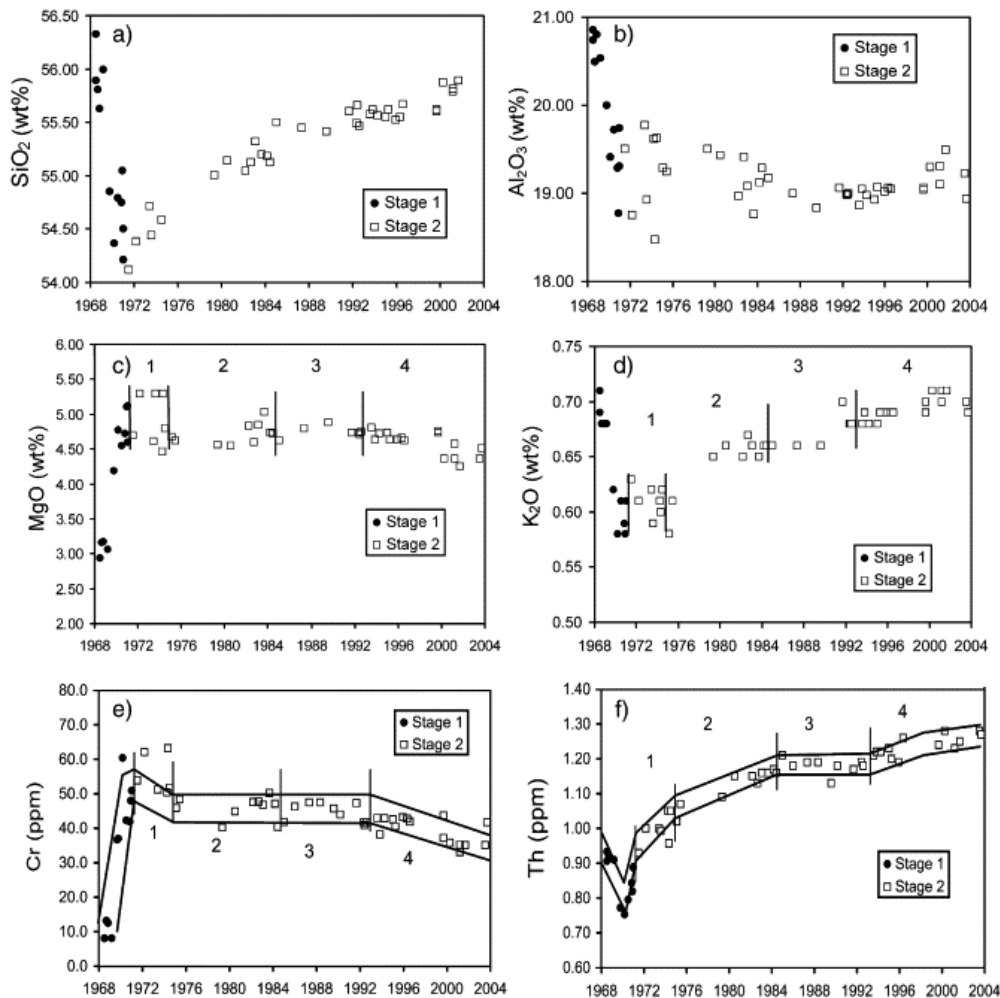 a)
56.50
56.00
55.50
55.00
54.50
54.00
SiO2 (wt%)
Stage 1
Stage 2
1968 1972 1976 1980 1984 1988 1992 1996 2000 2004
b)
21.00
20.00
19.00
18.00
Al2O3 (wt%)
Stage 1
Stage 2
1968 1972 1976 1980 1984 1988 1992 1996 2000 2004
c)
1 2 3 4
6.00
5.50
5.00
4.50
4.00
3.50
3.00
2.50
2.00
MgO (wt%)
Stage 1
Stage 2
1968 1972 1976 1980 1984 1988 1992 1996 2000 2004
d)
1 2 3 4
0.75
0.70
0.65
0.60
0.55
0.50
K2O (wt%)
Stage 1
Stage 2
1968 1972 1976 1980 1984 1988 1992 1996 2000 2004
e)
80.0
70.0
60.0
50.0
40.0
30.0
20.0
10.0
0.0
Cr (ppm)
Stage 1
Stage 2
1 2 3 4
1968 1972 1976 1980 1984 1988 1992 1996 2000 2004
f)
1.40
1.30
1.20
1.10
1.00
0.90
0.80
0.70
0.60
Th (ppm)
1 2 3 4
Stage 1
Stage 2
1968 1972 1976 1980 1984 1988 1992 1996 2000 2004